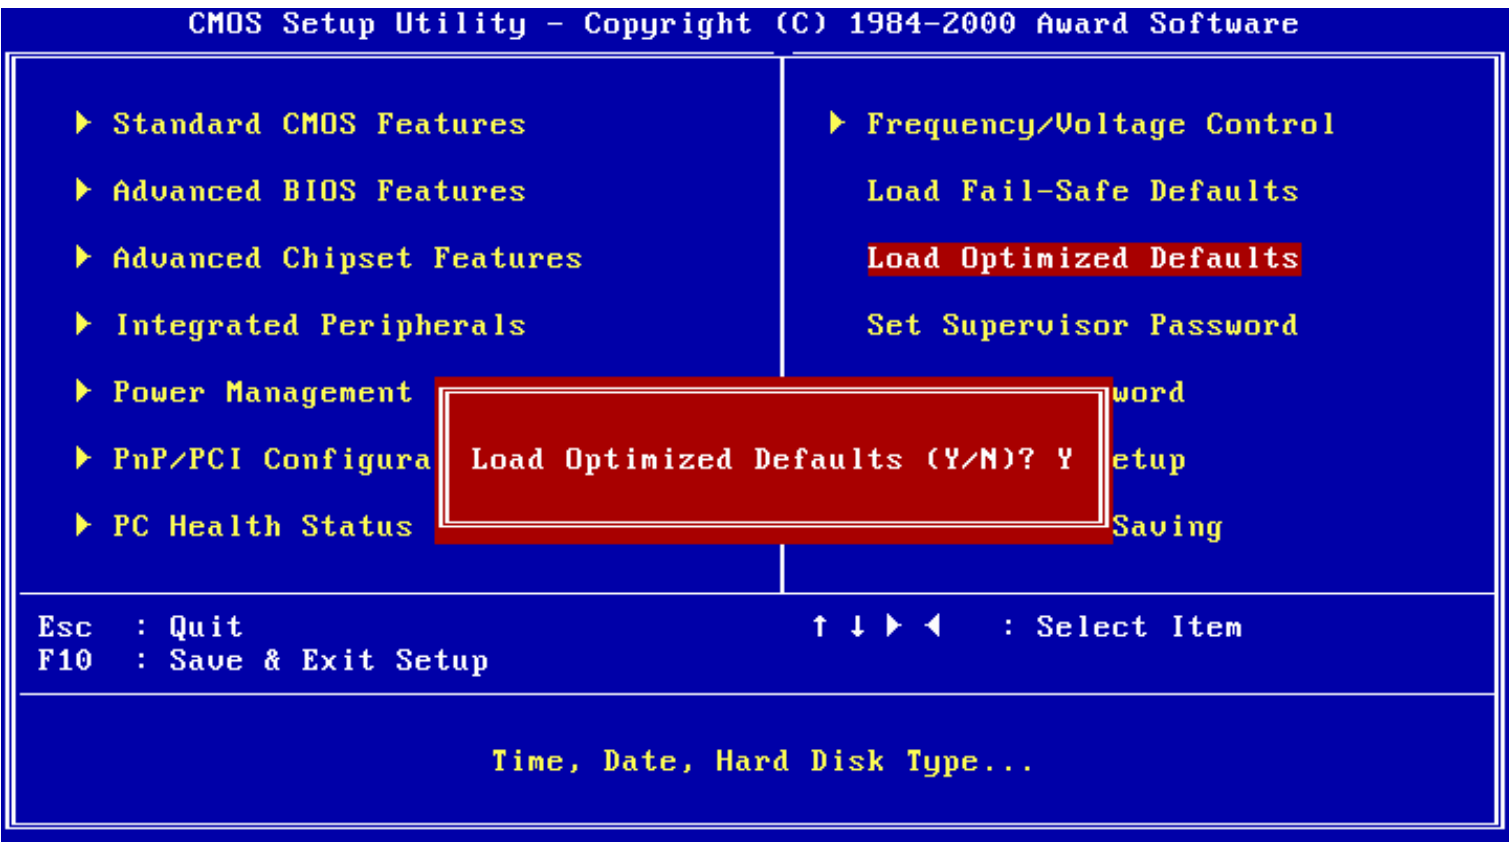 CMOS Setup Utility - Copyright (C) 1984-2000 Award Software
▶ Standard CMOS Features
▶ Advanced BIOS Features
▶ Advanced Chipset Features
▶ Integrated Peripherals
▶ Power Management
▶ PnP/PCI Configura
▶ PC Health Status
▶ Frequency/Voltage Control
Load Fail-Safe Defaults
Load Optimized Defaults
Set Supervisor Password
word
etup
Saving
Load Optimized Defaults (Y/N)? Y
Esc : Quit
F10 : Save & Exit Setup
↑ ↓ ▶ ◀ : Select Item
Time, Date, Hard Disk Type...